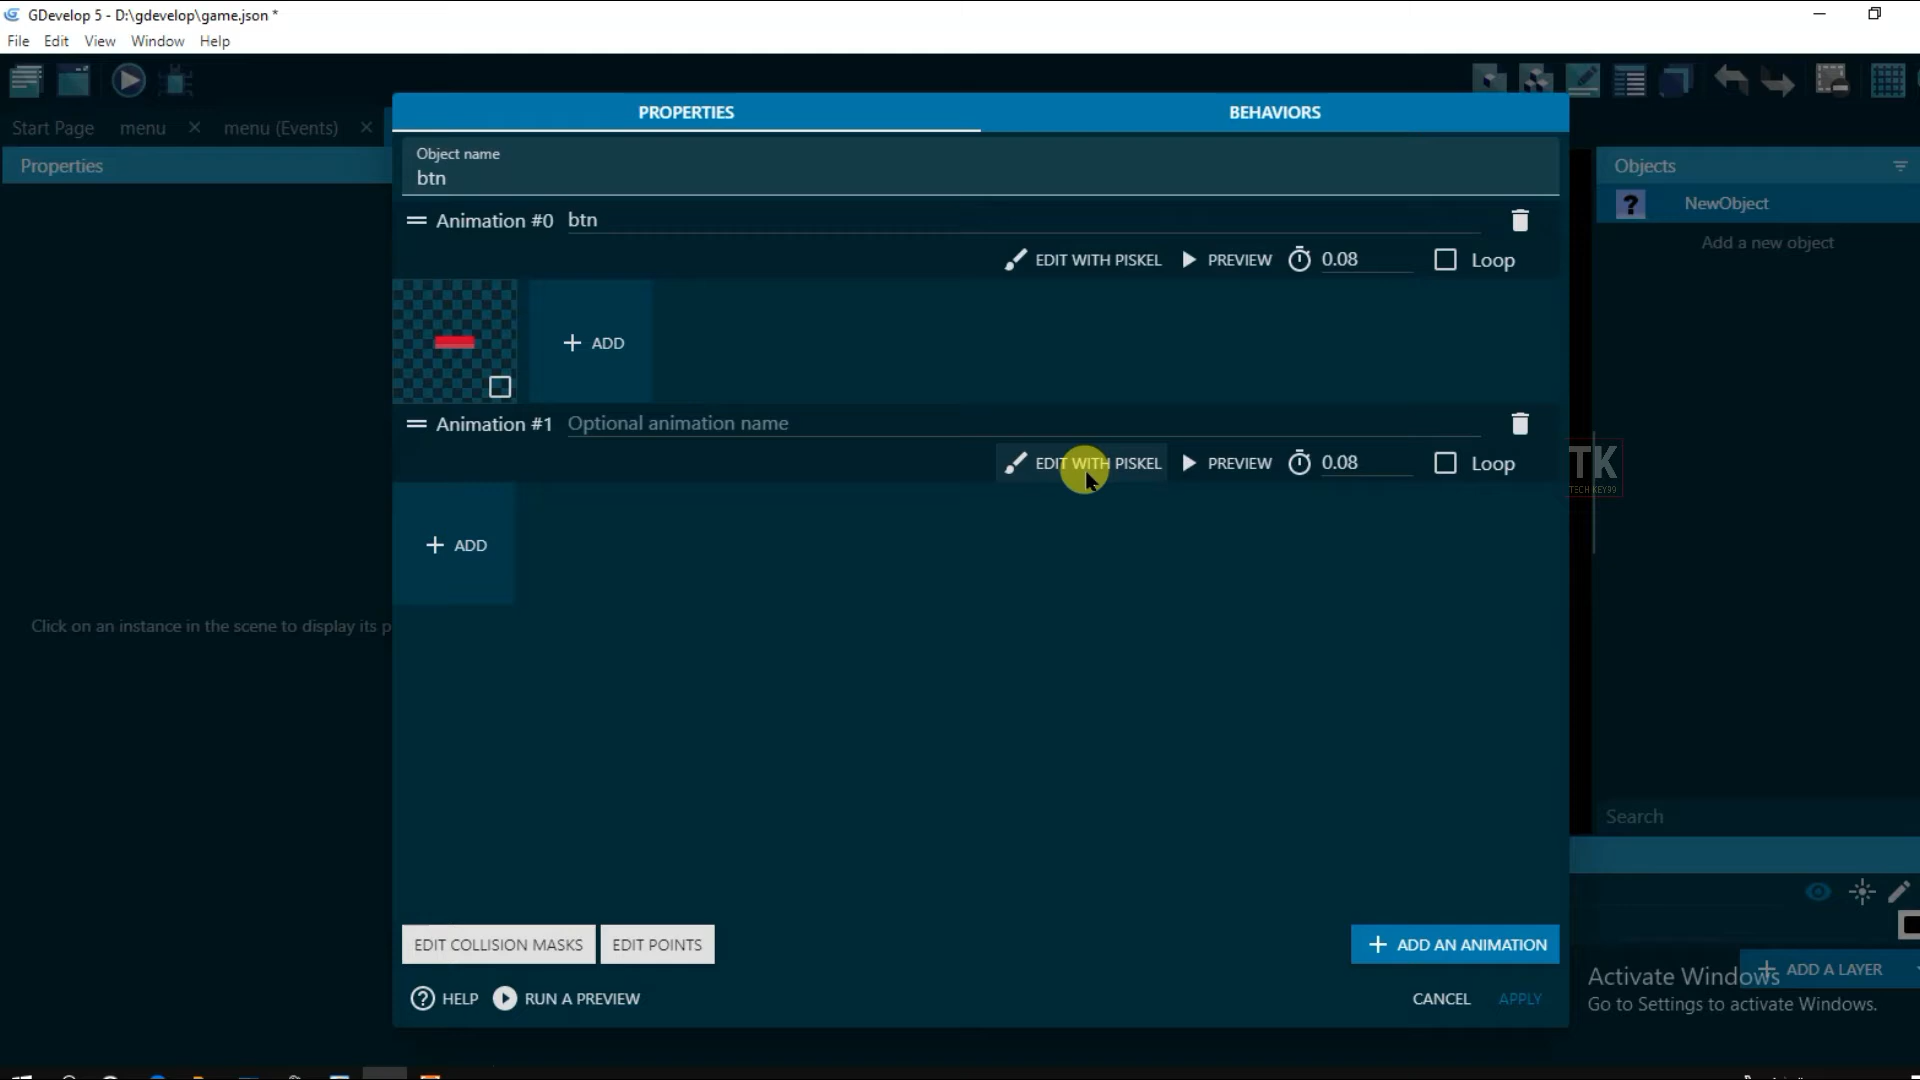 GDevelop 5 - D:\gdevelop\game.json *
File Edit View Window Help
Start Page menu × menu (Events) ×
PROPERTIES BEHAVIORS
Properties
Object name
btn
Objects
NewObject
Add a new object
Animation #0 btn
EDIT WITH PISKEL PREVIEW 0.08 Loop
+ ADD
Animation #1 Optional animation name
EDIT WITH PISKEL PREVIEW 0.08 Loop
TK
TECH KEY99
+ ADD
Click on an instance in the scene to display its p
Search
EDIT COLLISION MASKS EDIT POINTS + ADD AN ANIMATION
+ ADD A LAYER
Activate Windows
Go to Settings to activate Windows.
? HELP RUN A PREVIEW CANCEL APPLY